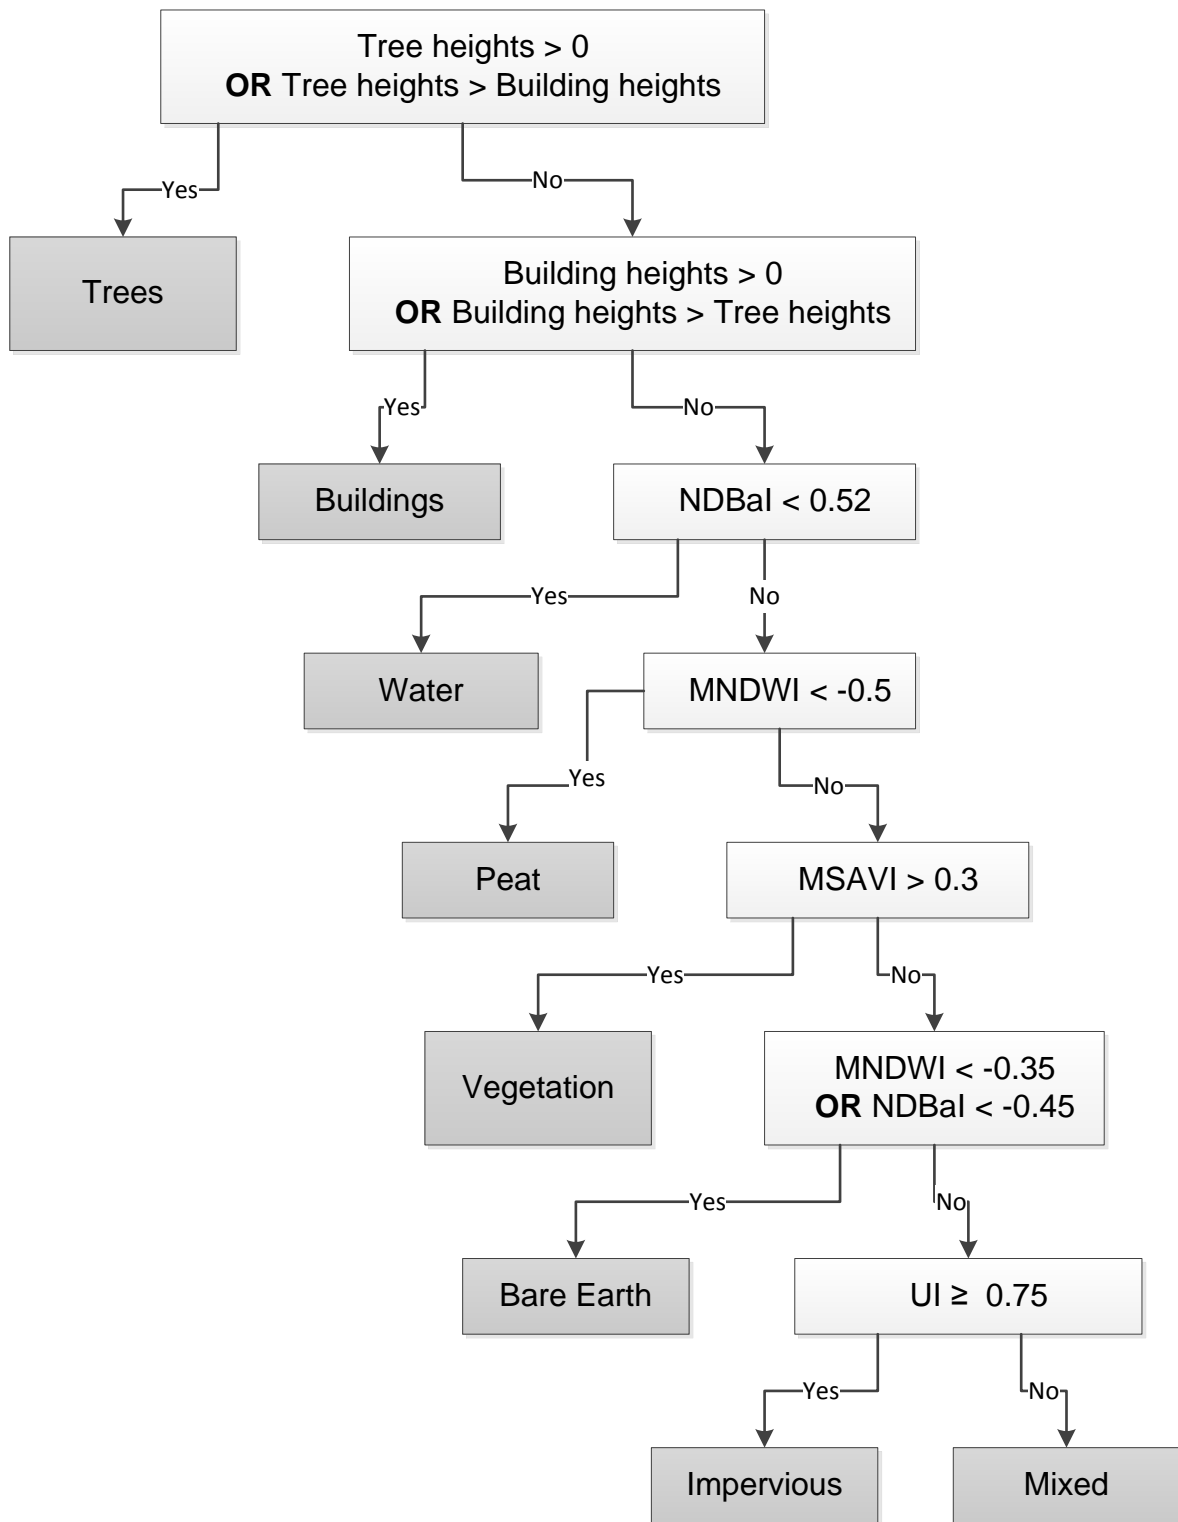 Tree heights > 0
OR Tree heights > Building heights
Yes
No
Trees
Building heights > 0
OR Building heights > Tree heights
Yes
No
Buildings
NDBaI < 0.52
Yes
No
Water
MNDWI < -0.5
Yes
No
Peat
MSAVI > 0.3
Yes
No
Vegetation
MNDWI < -0.35
OR NDBaI < -0.45
Yes
No
Bare Earth
UI ≥ 0.75
Yes
No
Impervious
Mixed